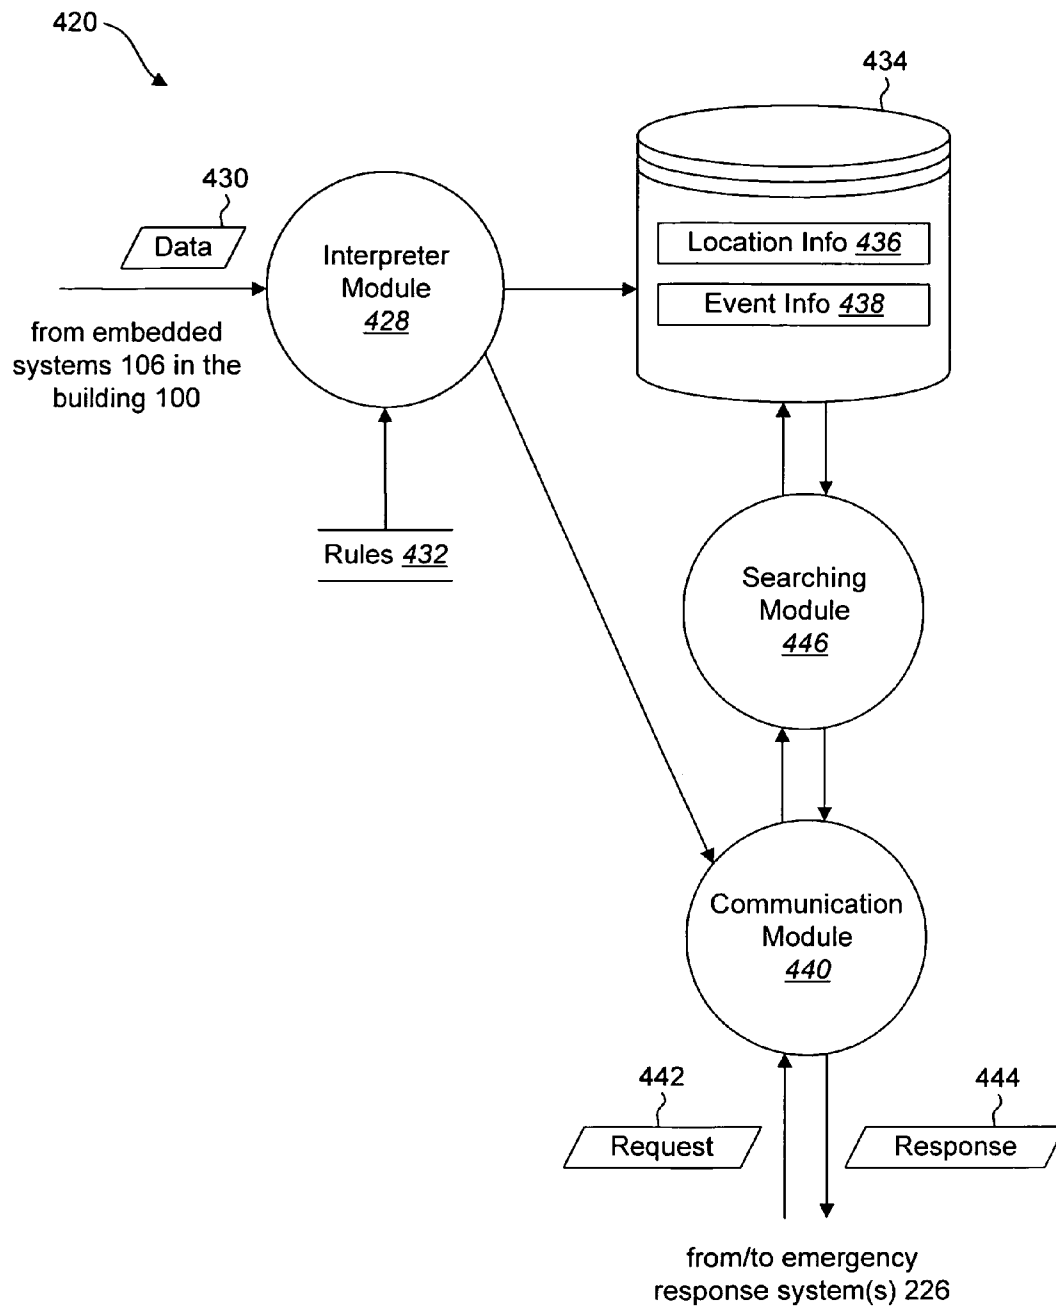 420
434
430
Data
Interpreter
Module
428
Location Info 436
Event Info 438
from embedded
systems 106 in the
building 100
Rules 432
Searching
Module
446
Communication
Module
440
442
444
Request
Response
from/to emergency
response system(s) 226